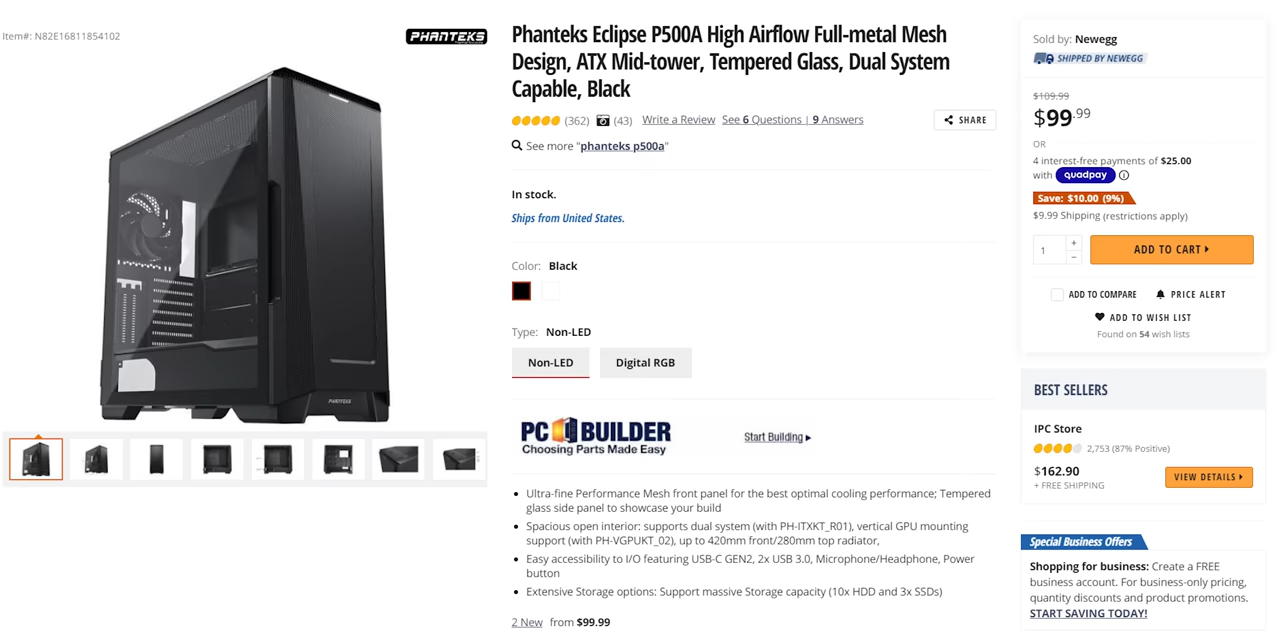 Item#: N82E16811854102
PHANTEKS
Phanteks Eclipse P500A High Airflow Full-metal Mesh
Design, ATX Mid-tower, Tempered Glass, Dual System
Capable, Black
(362) (43) Write a Review See 6 Questions | 9 Answers
SHARE
See more "phanteks p500a"
In stock.
Ships from United States.
Color: Black
Type: Non-LED
Non-LED Digital RGB
PC BUILDER
Choosing Parts Made Easy
Start Building
Ultra-fine Performance Mesh front panel for the best optimal cooling performance; Tempered
glass side panel to showcase your build
Spacious open interior: supports dual system (with PH-ITXKT_R01), vertical GPU mounting
support (with PH-VGPUKT_02), up to 420mm front/280mm top radiator,
Easy accessibility to I/O featuring USB-C GEN2, 2x USB 3.0, Microphone/Headphone, Power
button
Extensive Storage options: Support massive Storage capacity (10x HDD and 3x SSDs)
2 New from $99.99
PHANTEKS
Sold by: Newegg
SHIPPED BY NEWEGG
$109.99
$99.99
OR
4 interest-free payments of $25.00
with quadpay
Save: $10.00 (9%)
$9.99 Shipping (restrictions apply)
1 + −
ADD TO CART
ADD TO COMPARE PRICE ALERT
ADD TO WISH LIST
Found on 54 wish lists
BEST SELLERS
IPC Store
2,753 (87% Positive)
$162.90
+ FREE SHIPPING
VIEW DETAILS
Special Business Offers
Shopping for business: Create a FREE
business account. For business-only pricing,
quantity discounts and product promotions.
START SAVING TODAY!